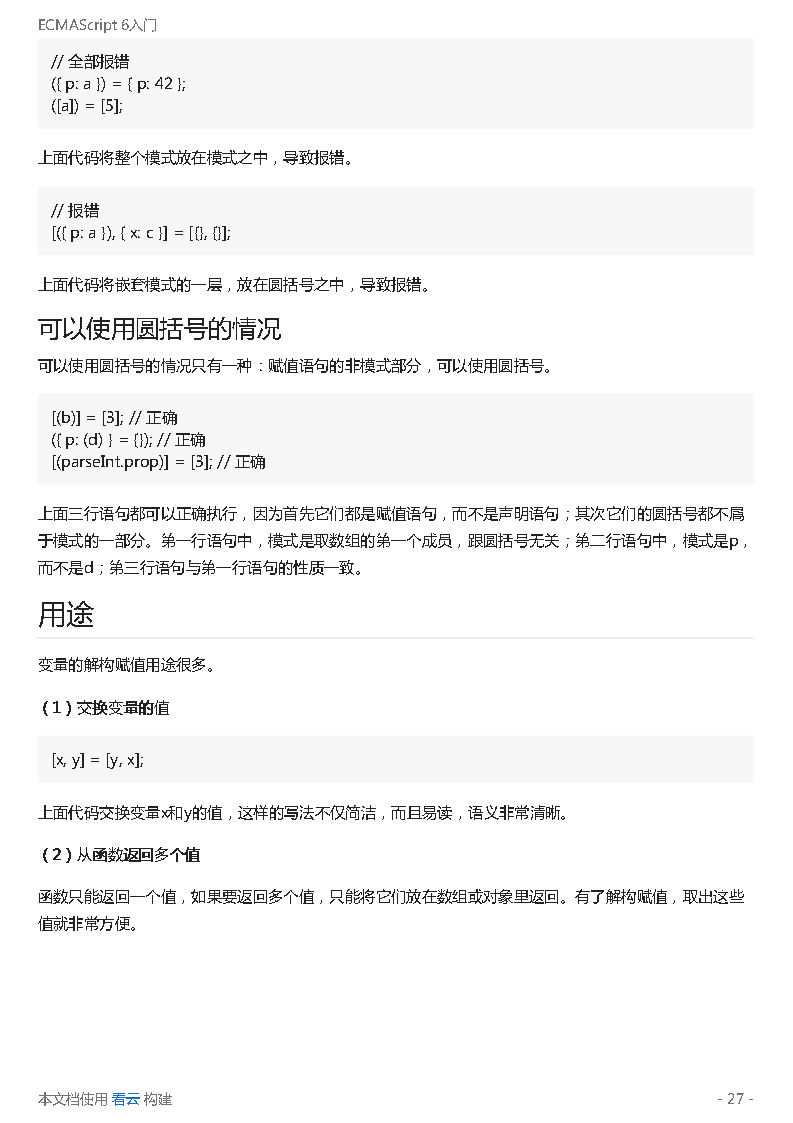 ECMAScript 6入门
// 全部报错
({ p: a }) = { p: 42 };
([a]) = [5];
上面代码将整个模式放在模式之中，导致报错。
// 报错
[({ p: a }), { x: c }] = [{}, {}];
上面代码将嵌套模式的一层，放在圆括号之中，导致报错。
可以使用圆括号的情况
可以使用圆括号的情况只有一种：赋值语句的非模式部分，可以使用圆括号。
[(b)] = [3]; // 正确
({ p: (d) } = {}); // 正确
[(parseInt.prop)] = [3]; // 正确
上面三行语句都可以正确执行，因为首先它们都是赋值语句，而不是声明语句；其次它们的圆括号都不属
于模式的一部分。第一行语句中，模式是取数组的第一个成员，跟圆括号无关；第二行语句中，模式是p，
而不是d；第三行语句与第一行语句的性质一致。
用途
变量的解构赋值用途很多。
（1）交换变量的值
[x, y] = [y, x];
上面代码交换变量x和y的值，这样的写法不仅简洁，而且易读，语义非常清晰。
（2）从函数返回多个值
函数只能返回一个值，如果要返回多个值，只能将它们放在数组或对象里返回。有了解构赋值，取出这些
值就非常方便。
本文档使用 看云 构建
- 27 -